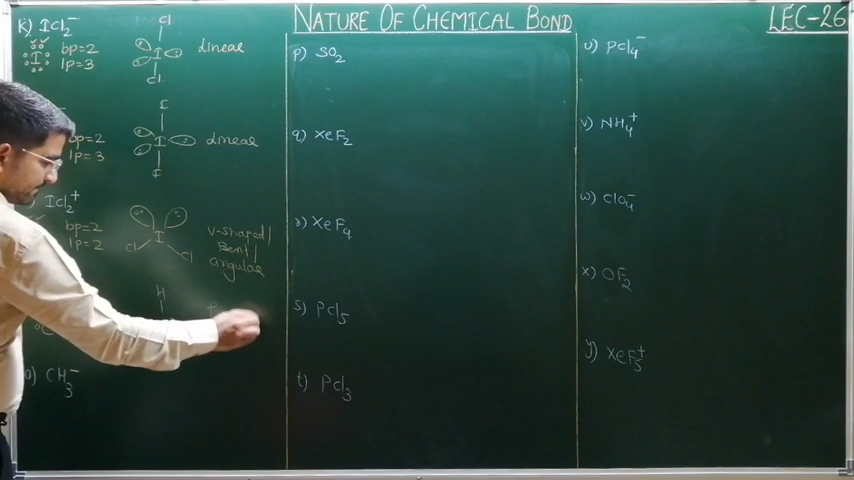 NATURE OF CHEMICAL BOND
LEC-26
K) ICl2^-
I
bp=2
lp=3
Cl
I
Cl
Linear
bp=2
lp=3
I
I
I
Linear
ICl2^+
bp=2
lp=2
I
Cl
Cl
V-shaped/
Bent/
angular
H
O) CH3^-
p) SO2
q) XeF2
r) XeF4
s) PCl5
t) PCl3
u) PCl4^-
v) NH4^+
w) ClO4^-
x) OF2
y) XeF5^+